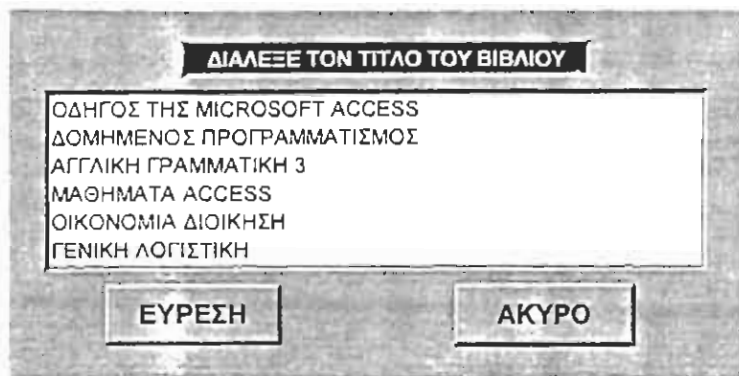 ΔΙΑΛΕΞΕ ΤΟΝ ΤΙΤΛΟ ΤΟΥ ΒΙΒΛΙΟΥ
ΟΔΗΓΟΣ ΤΗΣ MICROSOFT ACCESS
ΔΟΜΗΜΕΝΟΣ ΠΡΟΓΡΑΜΜΑΤΙΣΜΟΣ
ΑΓΓΛΙΚΗ ΓΡΑΜΜΑΤΙΚΗ 3
ΜΑΘΗΜΑΤΑ ACCESS
ΟΙΚΟΝΟΜΙΑ ΔΙΟΙΚΗΣΗ
ΓΕΝΙΚΗ ΛΟΓΙΣΤΙΚΗ
ΕΥΡΕΣΗ ΑΚΥΡΟ